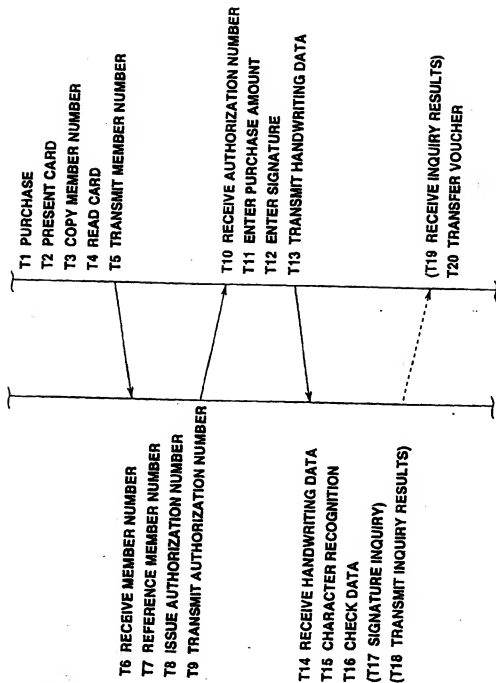 T1 PURCHASE
T2 PRESENT CARD
T3 COPY MEMBER NUMBER
T4 READ CARD
T5 TRANSMIT MEMBER NUMBER
T6 RECEIVE MEMBER NUMBER
T7 REFERENCE MEMBER NUMBER
T8 ISSUE AUTHORIZATION NUMBER
T9 TRANSMIT AUTHORIZATION NUMBER
T10 RECEIVE AUTHORIZATION NUMBER
T11 ENTER PURCHASE AMOUNT
T12 ENTER SIGNATURE
T13 TRANSMIT HANDWRITING DATA
T14 RECEIVE HANDWRITING DATA
T15 CHARACTER RECOGNITION
T16 CHECK DATA
(T17 SIGNATURE INQUIRY)
(T18 TRANSMIT INQUIRY RESULTS)
(T19 RECEIVE INQUIRY RESULTS)
T20 TRANSFER VOUCHER